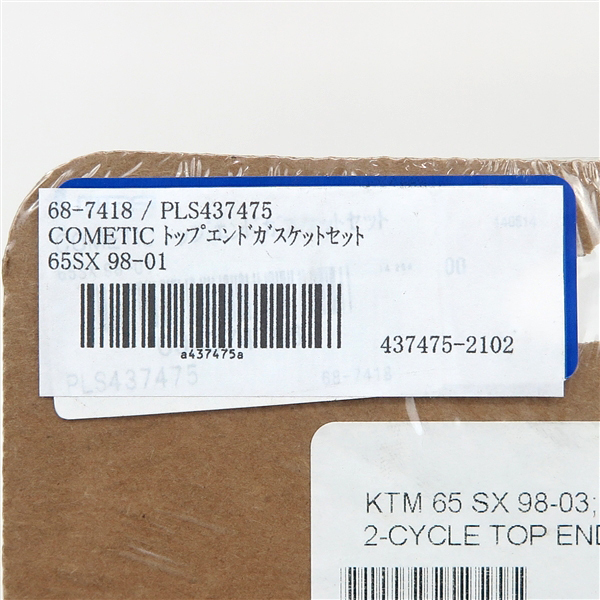 68-7418 / PLS437475
COMETIC ﾄｯﾌﾟｴﾝﾄﾞｶﾞｽｹｯﾄｾｯﾄ
65SX 98-01
a437475a
437475-2102
PLS437475
68-7418
KTM 65 SX 98-03;
2-CYCLE TOP END